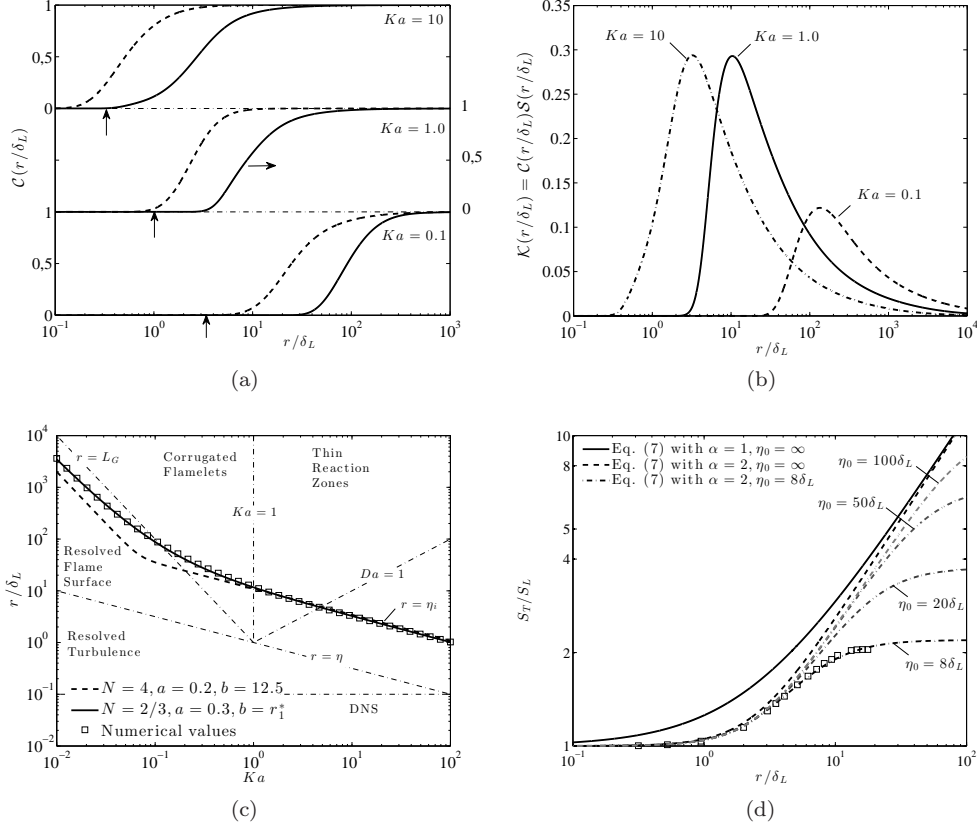 1
0,5
0
1
0,5
0
1
0,5
0
C(r/δ_L)
Ka = 10
1
Ka = 1.0
0,5
0
Ka = 0.1
10^−1
10^0
10^1
10^2
10^3
r/δ_L
(a)
0.35
0.3
0.25
0.20
0.15
0.10
0.05
0
K(r/δ_L) = C(r/δ_L)S(r/δ_L)
Ka = 10
Ka = 1.0
Ka = 0.1
10^−1
10^0
10^1
10^2
10^3
10^4
r/δ_L
(b)
10^4
10^3
10^2
10^1
10^0
10^−1
10^−2
r/δ_L
r = L_G
Corrugated
Flamelets
Thin
Reaction
Zones
Ka = 1
Resolved
Flame
Surface
Da = 1
r = η_i
Resolved
Turbulence
r = η
N = 4, a = 0.2, b = 12.5
N = 2/3, a = 0.3, b = r_1^*
Numerical values
DNS
10^−2
10^−1
10^0
10^1
10^2
Ka
(c)
10
8
5
4
2
1
S_T/S_L
Eq. (7) with α = 1, η_0 = ∞
Eq. (7) with α = 2, η_0 = ∞
Eq. (7) with α = 2, η_0 = 8δ_L
η_0 = 100δ_L
η_0 = 50δ_L
η_0 = 20δ_L
η_0 = 8δ_L
10^−1
10^0
10^1
10^2
r/δ_L
(d)